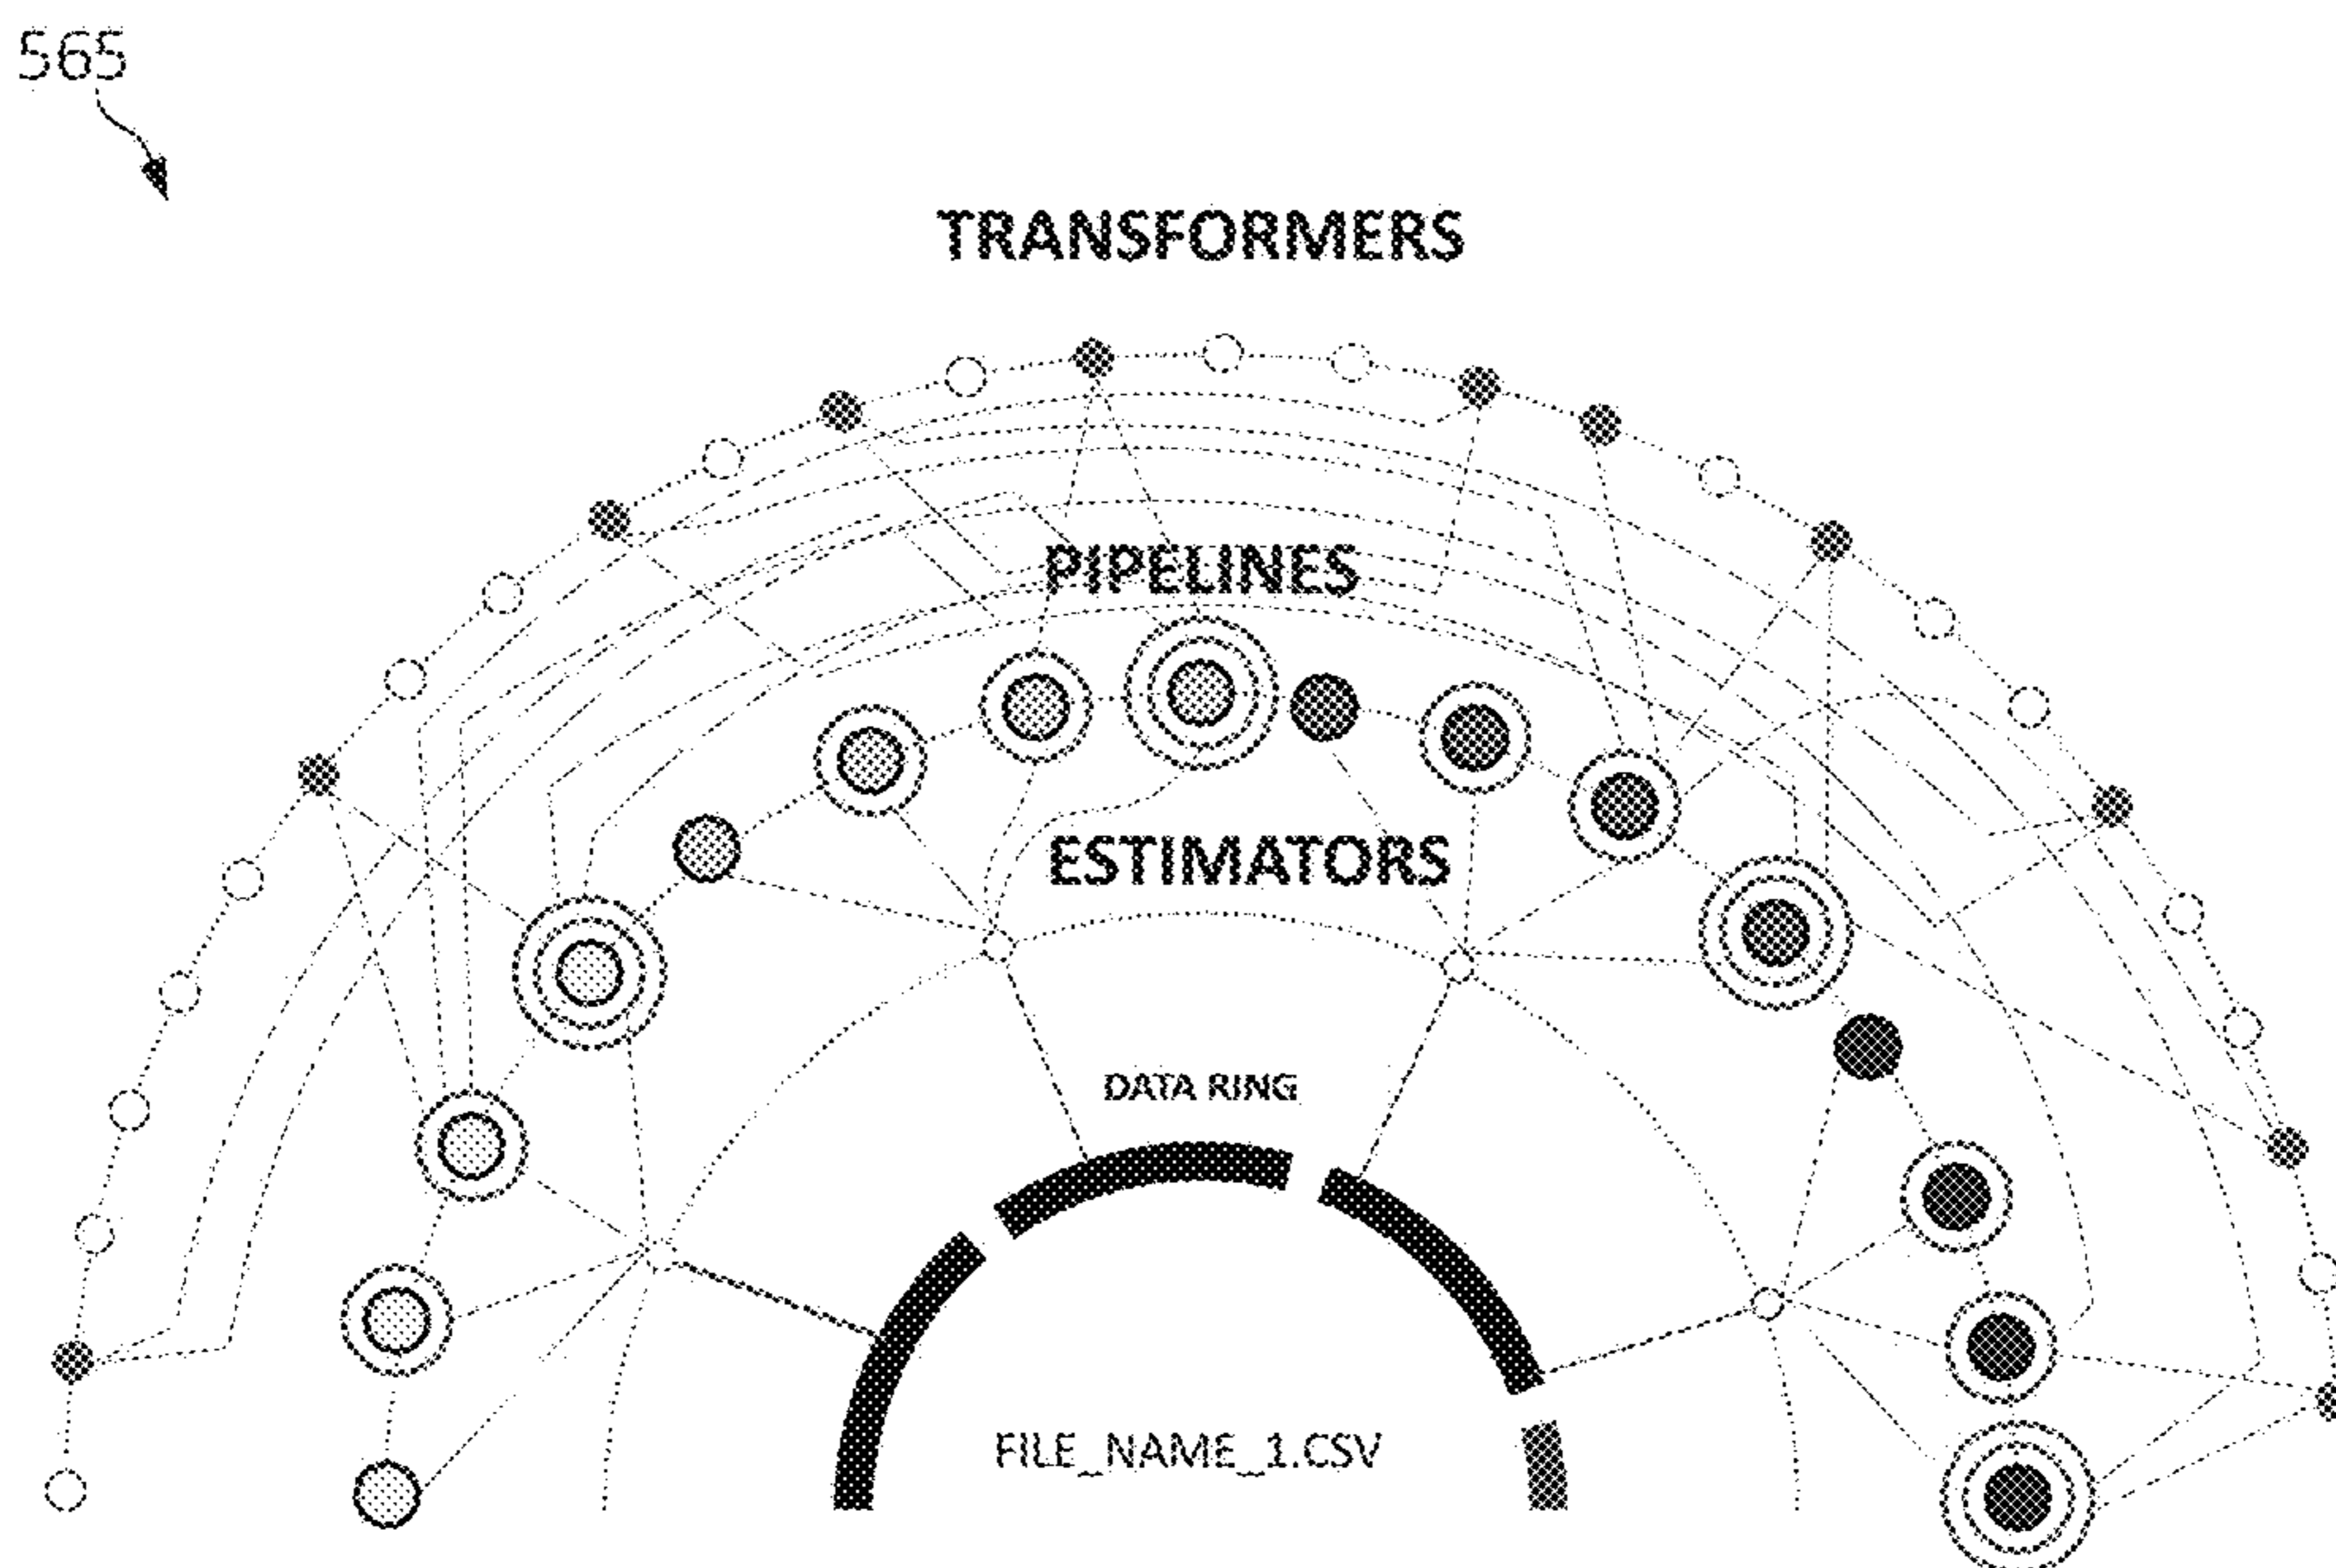 565
TRANSFORMERS
PIPELINES
ESTIMATORS
DATA RING
FILE_NAME_1.CSV